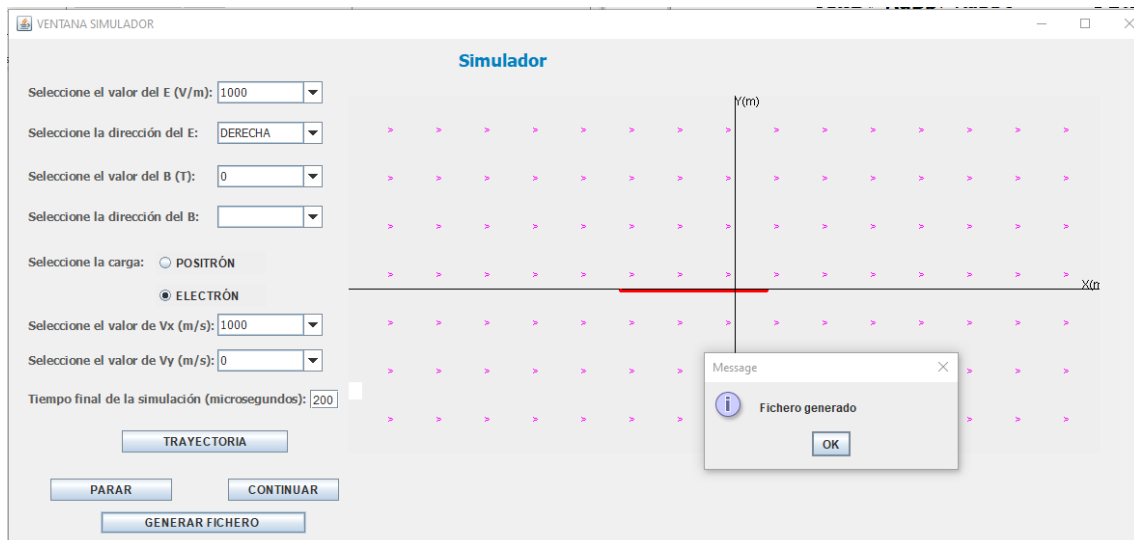 VENTANA SIMULADOR
Simulador
Seleccione el valor del E (V/m): 1000
Seleccione la dirección del E: DERECHA
Seleccione el valor del B (T): 0
Seleccione la dirección del B:
Seleccione la carga: POSITRÓN
ELECTRÓN
Seleccione el valor de Vx (m/s): 1000
Seleccione el valor de Vy (m/s): 0
Tiempo final de la simulación (microsegundos): 200
TRAYECTORIA
PARAR CONTINUAR
GENERAR FICHERO
Y(m)
X(m
Message
Fichero generado
OK